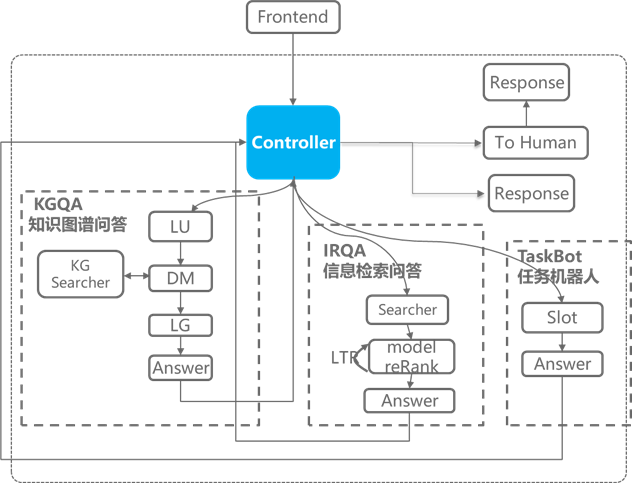 Frontend
Response
Controller
To Human
Response
KGQA
知识图谱问答
LU
KG
Searcher
DM
LG
Answer
IRQA
信息检索问答
Searcher
LTR
model
reRank
Answer
TaskBot
任务机器人
Slot
Answer